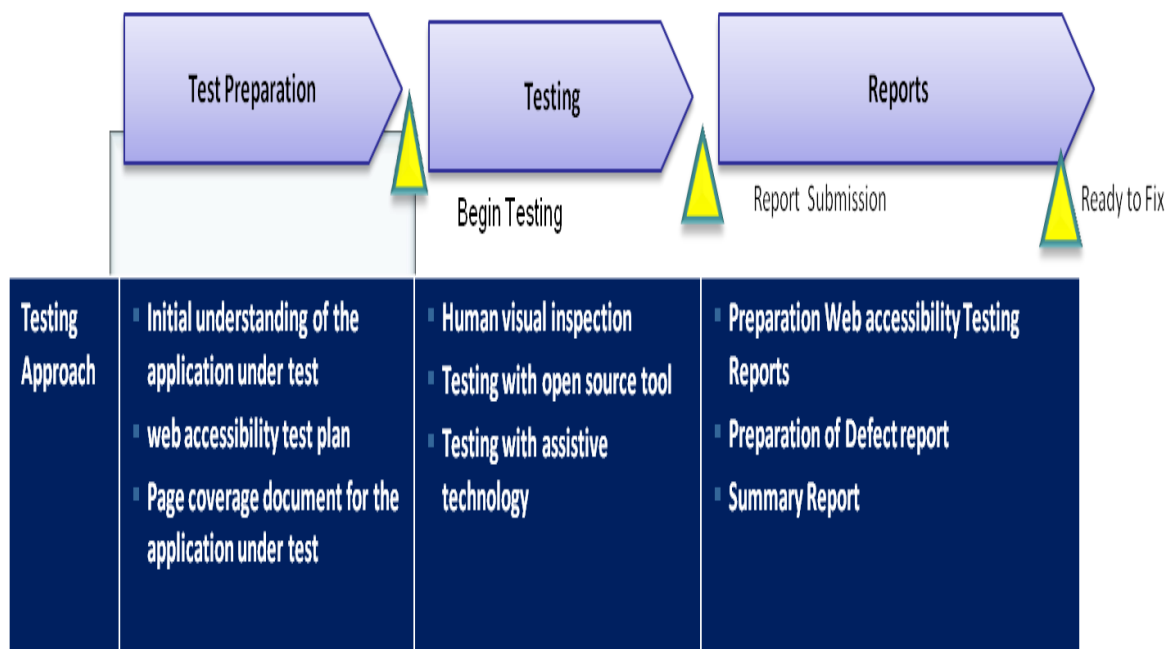 Test Preparation
Testing
Reports
Begin Testing
Report Submission
Ready to Fix
Testing
Approach
Initial understanding of the
application under test
web accessibility test plan
Page coverage document for the
application under test
Human visual inspection
Testing with open source tool
Testing with assistive
technology
Preparation Web accessibility Testing
Reports
Preparation of Defect report
Summary Report